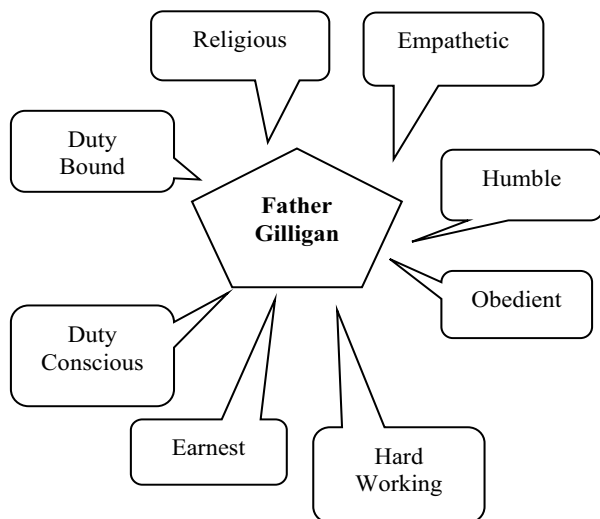 Religious
Empathetic
Duty
Bound
Father
Gilligan
Humble
Obedient
Duty
Conscious
Earnest
Hard
Working